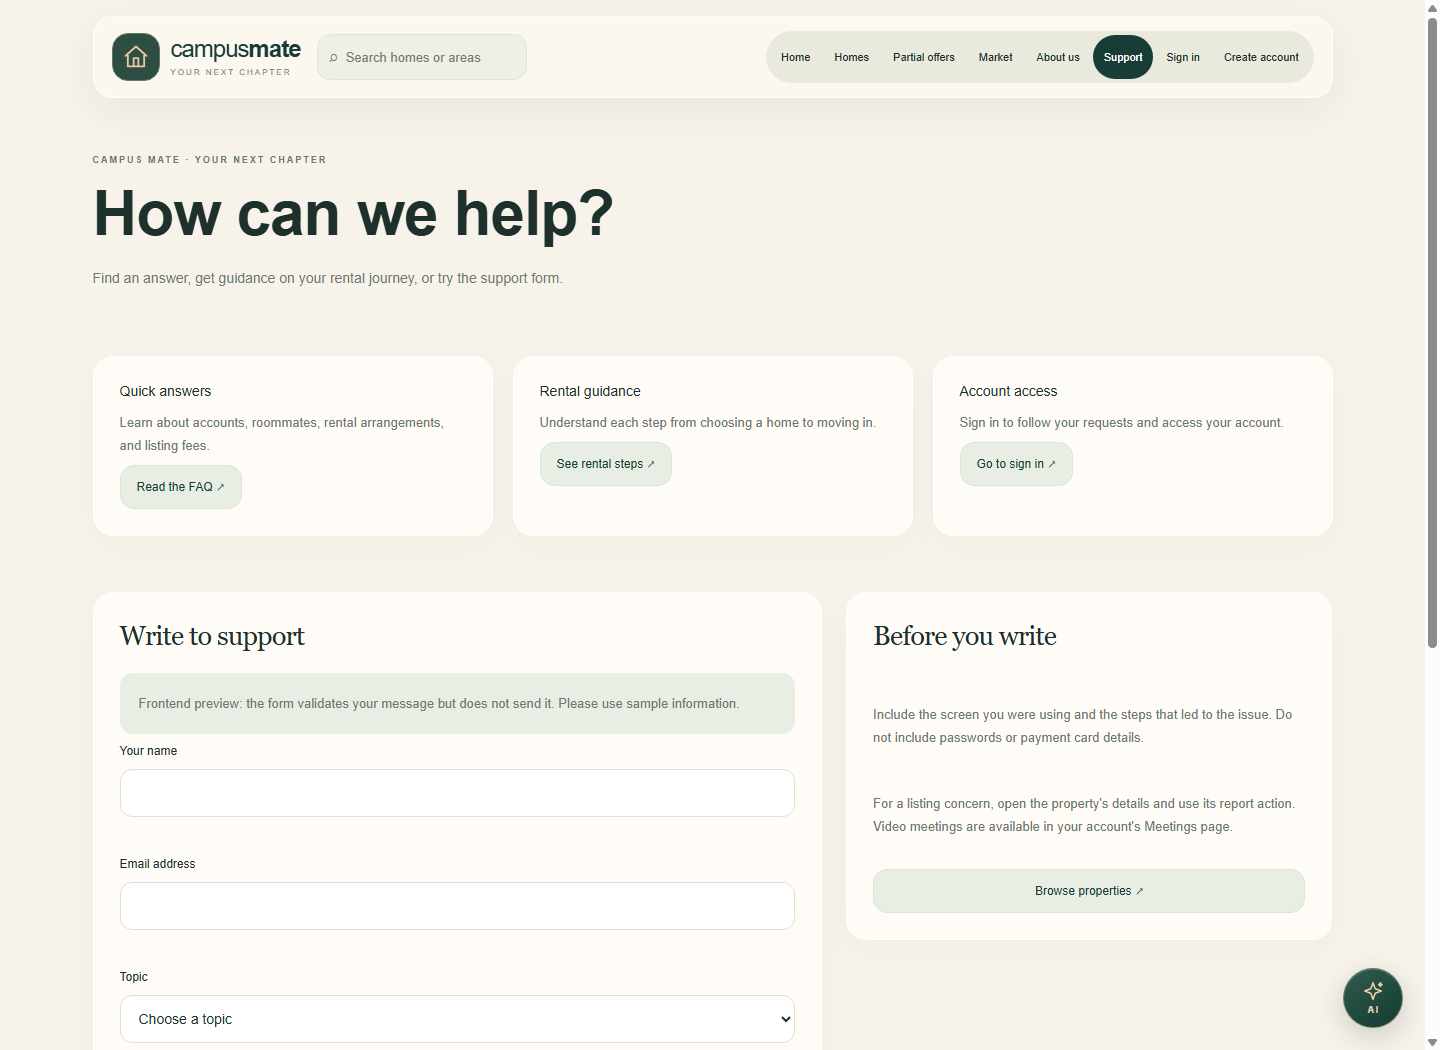 campusmate
YOUR NEXT CHAPTER
Search homes or areas
Home
Homes
Partial offers
Market
About us
Support
Sign in
Create account
CAMPUS MATE · YOUR NEXT CHAPTER
How can we help?
Find an answer, get guidance on your rental journey, or try the support form.
Quick answers
Learn about accounts, roommates, rental arrangements,
and listing fees.
Read the FAQ ↗
Rental guidance
Understand each step from choosing a home to moving in.
See rental steps ↗
Account access
Sign in to follow your requests and access your account.
Go to sign in ↗
Write to support
Frontend preview: the form validates your message but does not send it. Please use sample information.
Your name
Email address
Topic
Choose a topic
Before you write
Include the screen you were using and the steps that led to the issue. Do
not include passwords or payment card details.
For a listing concern, open the property's details and use its report action.
Video meetings are available in your account's Meetings page.
Browse properties ↗
AI